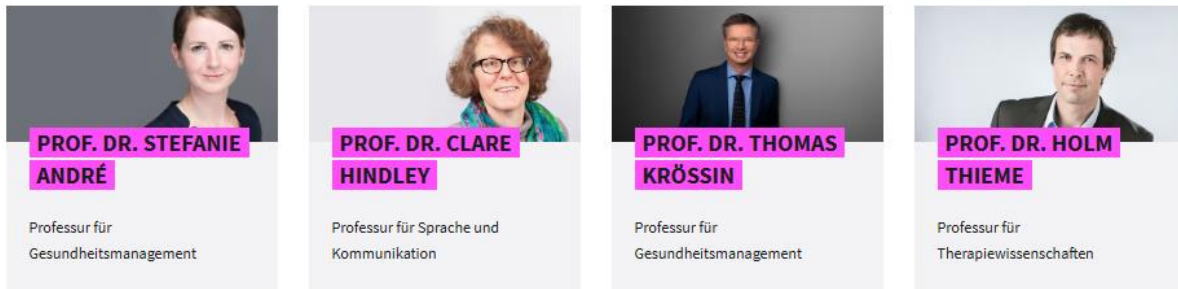 PROF. DR. STEFANIE
ANDRÉ
Professur für
Gesundheitsmanagement
PROF. DR. CLARE
HINDLEY
Professur für Sprache und
Kommunikation
PROF. DR. THOMAS
KRÖSSIN
Professur für
Gesundheitsmanagement
PROF. DR. HOLM
THIEME
Professur für
Therapiewissenschaften